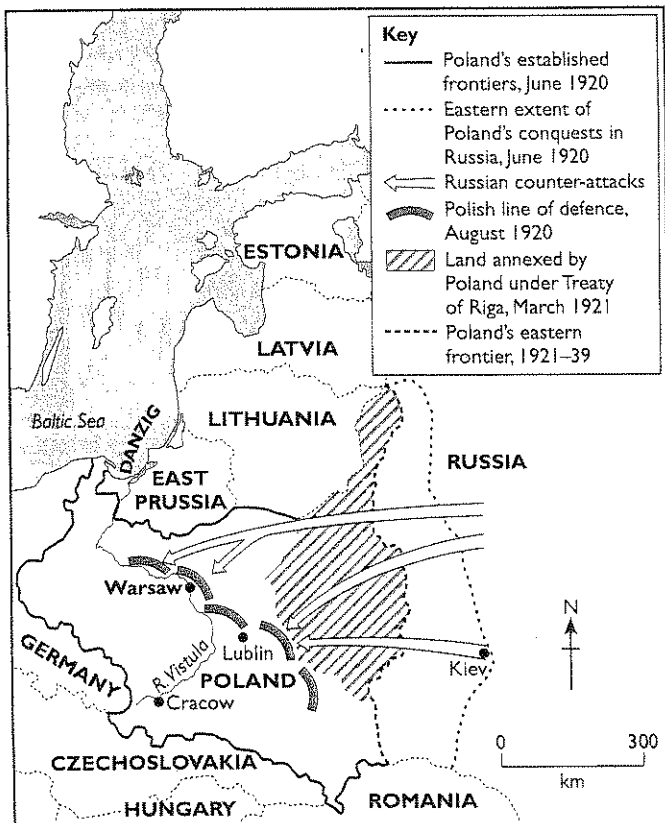 Key
Poland's established
frontiers, June 1920
Eastern extent of
Poland's conquests in
Russia, June 1920
Russian counter-attacks
Polish line of defence,
August 1920
Land annexed by
Poland under Treaty
of Riga, March 1921
Poland's eastern
frontier, 1921–39
ESTONIA
LATVIA
Baltic Sea
LITHUANIA
DANZIG
EAST
PRUSSIA
RUSSIA
Warsaw
N
GERMANY
R. Vistula
Lublin
POLAND
Kiev
Cracow
0 300
km
CZECHOSLOVAKIA
HUNGARY
ROMANIA